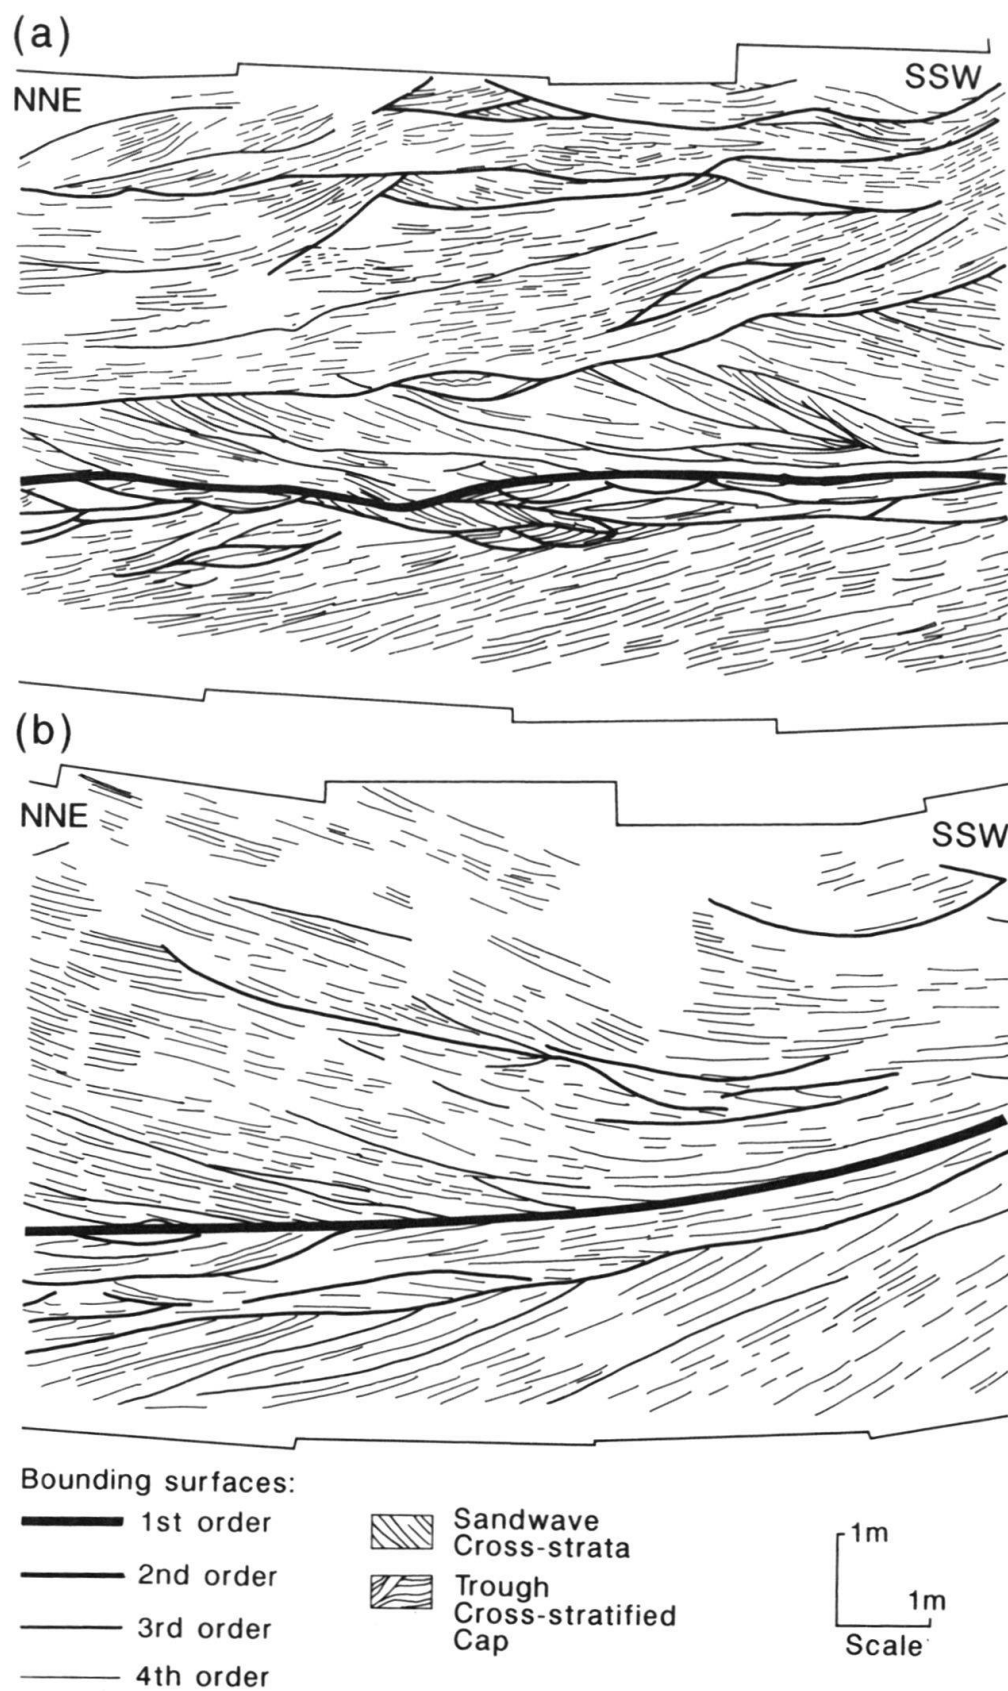 (a)
NNE
SSW
(b)
NNE
SSW
Bounding surfaces:
1st order
2nd order
3rd order
4th order
Sandwave
Cross-strata
Trough
Cross-stratified
Cap
1m
1m
Scale